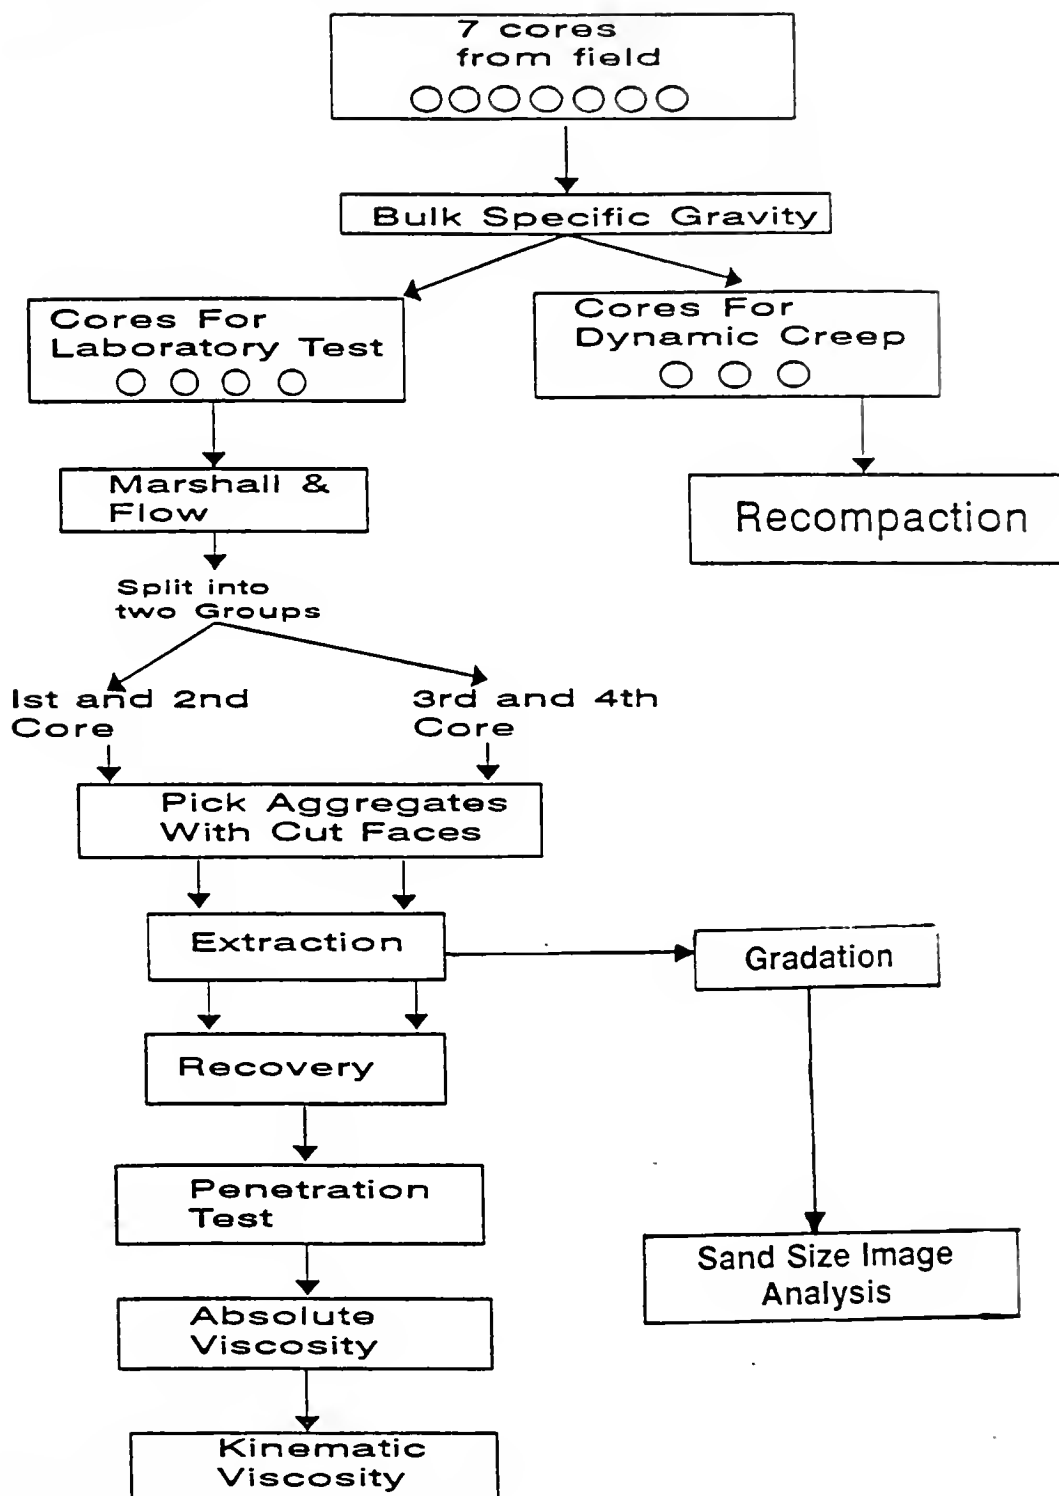 7 cores
from field
Bulk Specific Gravity
Cores For
Laboratory Test
Cores For
Dynamic Creep
Marshall &
Flow
Recompaction
Split into
two Groups
1st and 2nd
Core
3rd and 4th
Core
Pick Aggregates
With Cut Faces
Extraction
Gradation
Recovery
Penetration
Test
Sand Size Image
Analysis
Absolute
Viscosity
Kinematic
Viscosity